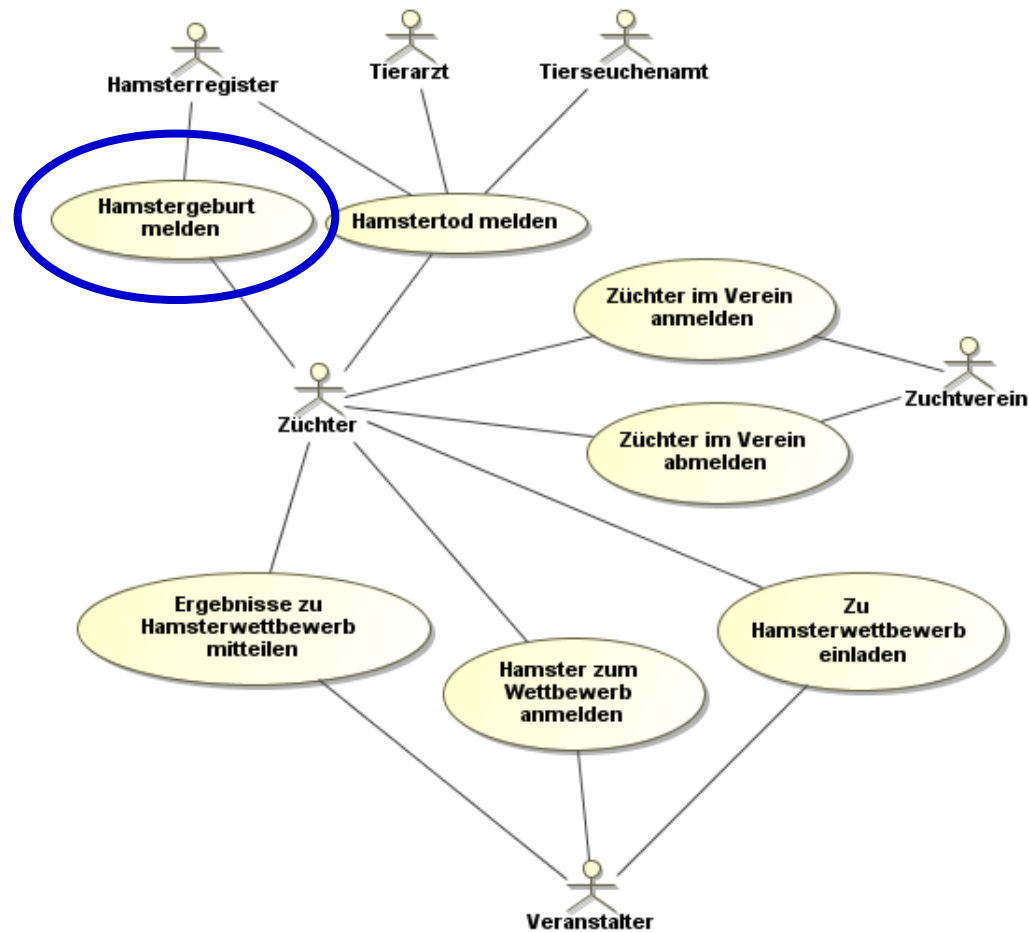 Hamsterregister
Tierarzt
Tierseuchenamt
Hamstergeburt
melden
Hamstertod melden
Züchter im Verein
anmelden
Zuchtverein
Züchter
Züchter im Verein
abmelden
Ergebnisse zu
Hamsterwettbewerb
mitteilen
Zu
Hamsterwettbewerb
einladen
Hamster zum
Wettbewerb
anmelden
Veranstalter